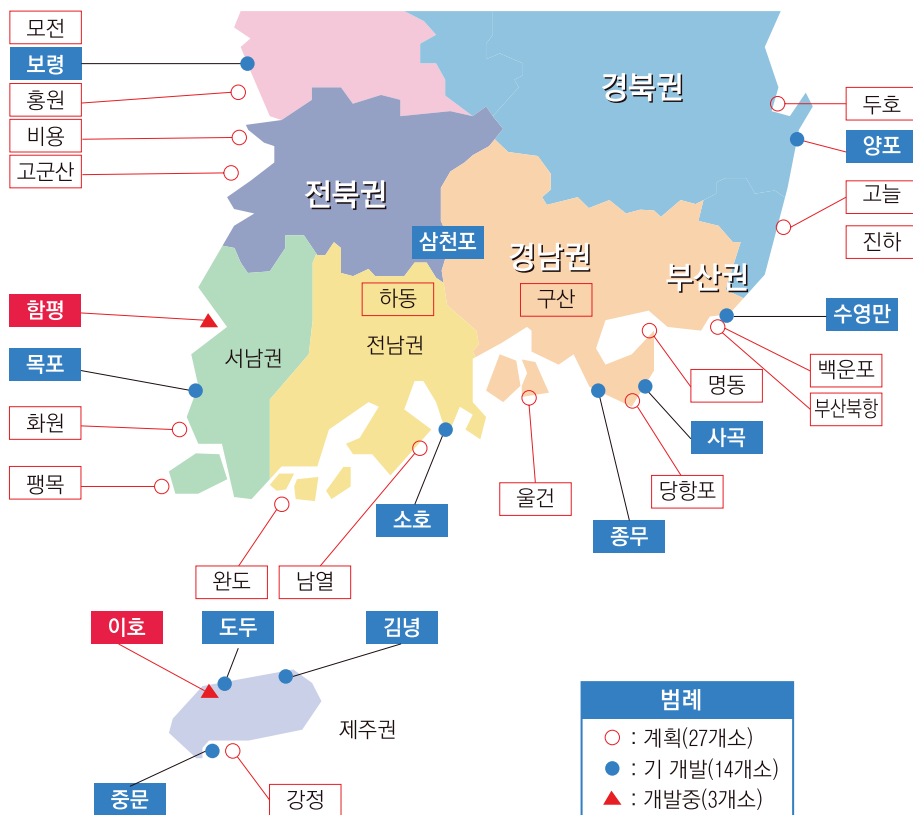 모전
보령
홍원
비용
고군산
경북권
두호
양포
고늘
진하
전북권
삼천포
경남권
부산권
하동
구산
함평
수영만
목포
서남권
전남권
백운포
명동
부산북항
화원
사곡
팽목
울건
당항포
소호
종무
완도
남열
이호
도두
김녕
제주권
중문
강정
범례
: 계획(27개소)
: 기 개발(14개소)
: 개발중(3개소)